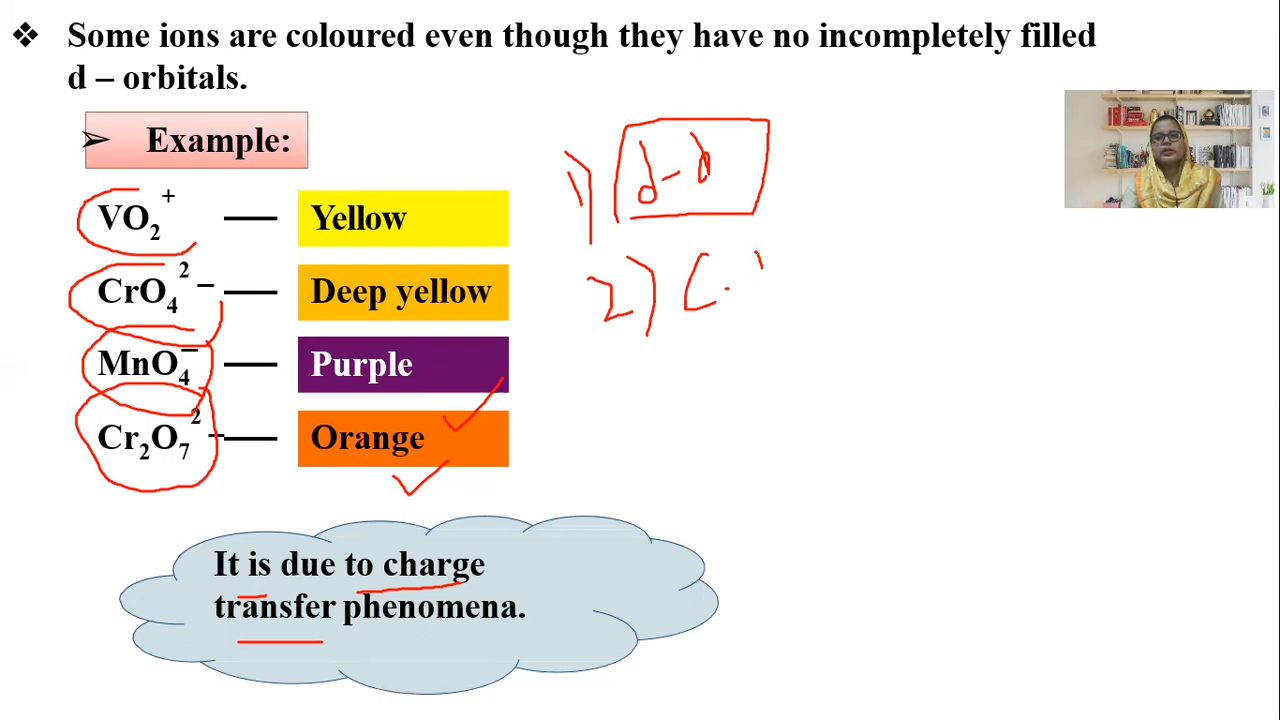 ❖ Some ions are coloured even though they have no incompletely filled
d – orbitals.
➢ Example:
VO₂⁺ — Yellow
CrO₄²⁻ — Deep yellow
MnO₄⁻ — Purple
Cr₂O₇²⁻ — Orange
1) d-d
2) C.
It is due to charge
transfer phenomena.